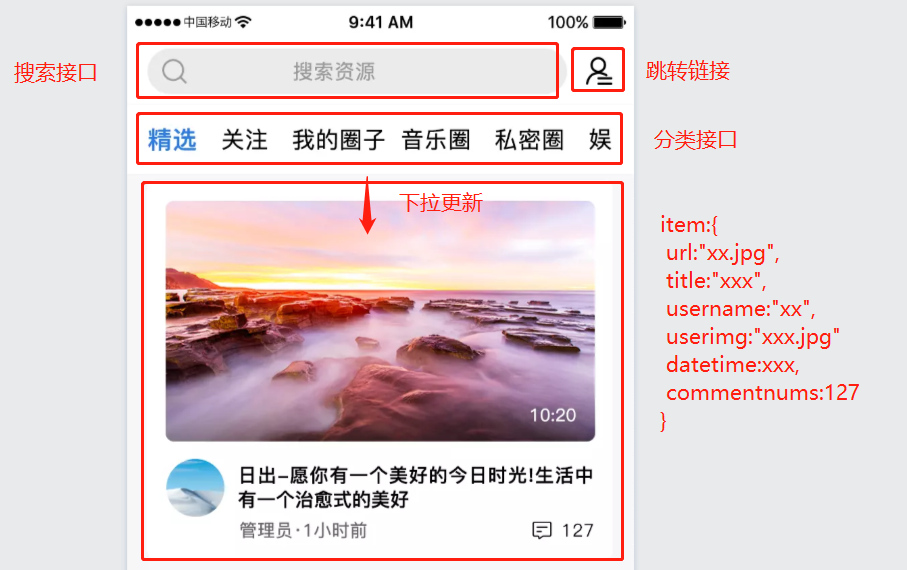 中国移动 9:41 AM 100%
搜索接口 搜索资源 跳转链接
精选 关注 我的圈子 音乐圈 私密圈 娱 分类接口
下拉更新
item:{
url:"xx.jpg",
title:"xxx",
username:"xx",
userimg:"xxx.jpg"
datetime:xxx,
commentnums:127
}
10:20
日出-愿你有一个美好的今日时光!生活中
有一个治愈式的美好
管理员·1小时前 127